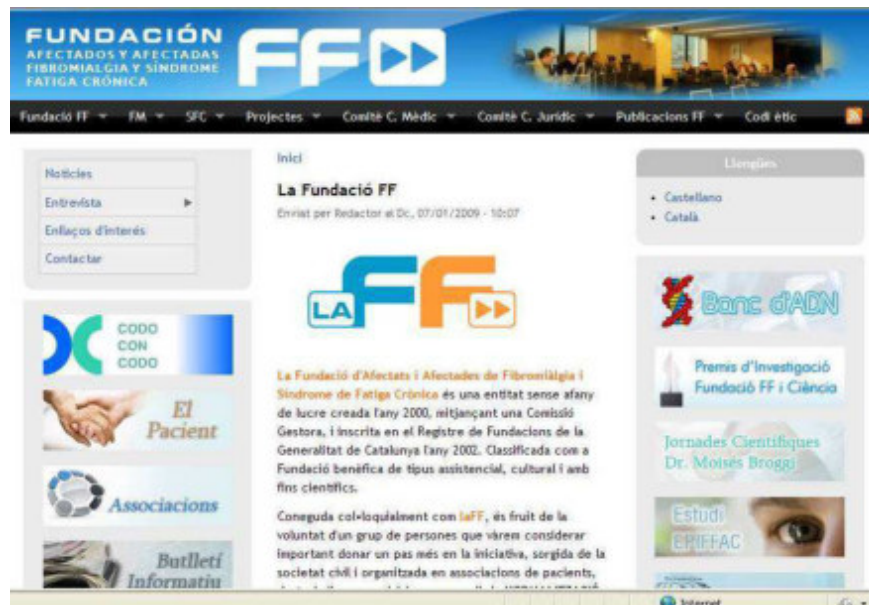 FUNDACIÓN
AFECTADOS Y AFECTADAS
FIBROMIALGIA Y SÍNDROME
FATIGA CRÓNICA
FF
Fundació FF FM SFC Projectes Comitè C. Mèdic Comitè C. Jurídic Publicacions FF Codi ètic
Notícies
Entrevista
Enllaços d'interés
Contactar
CODO
CON
CODO
El
Pacient
Associacions
Butlletí
Informatiu
Inici
La Fundació FF
Enviat per Redactor el Dc, 07/01/2009 - 10:07
LA FF
La Fundació d'Afectats i Afectades de Fibromiàlgia i
Síndrome de Fatiga Crònica és una entitat sense afany
de lucre creada l'any 2000, mitjançant una Comissió
Gestora, i inscrita en el Registre de Fundacions de la
Generalitat de Catalunya l'any 2002. Classificada com a
Fundació benèfica de tipus assistencial, cultural i amb
fins científics.
Coneguda col·loquialment com laFF, és fruit de la
voluntat d'un grup de persones que vàrem considerar
important donar un pas més en la iniciativa, sorgida de la
societat civil i organitzada en associacions de pacients,
Llengües
Castellano
Català
Banc d'ADN
Premis d'Investigació
Fundació FF i Ciència
Jornades Científiques
Dr. Moisès Broggi
Estudi
EPIFFAC
Internet